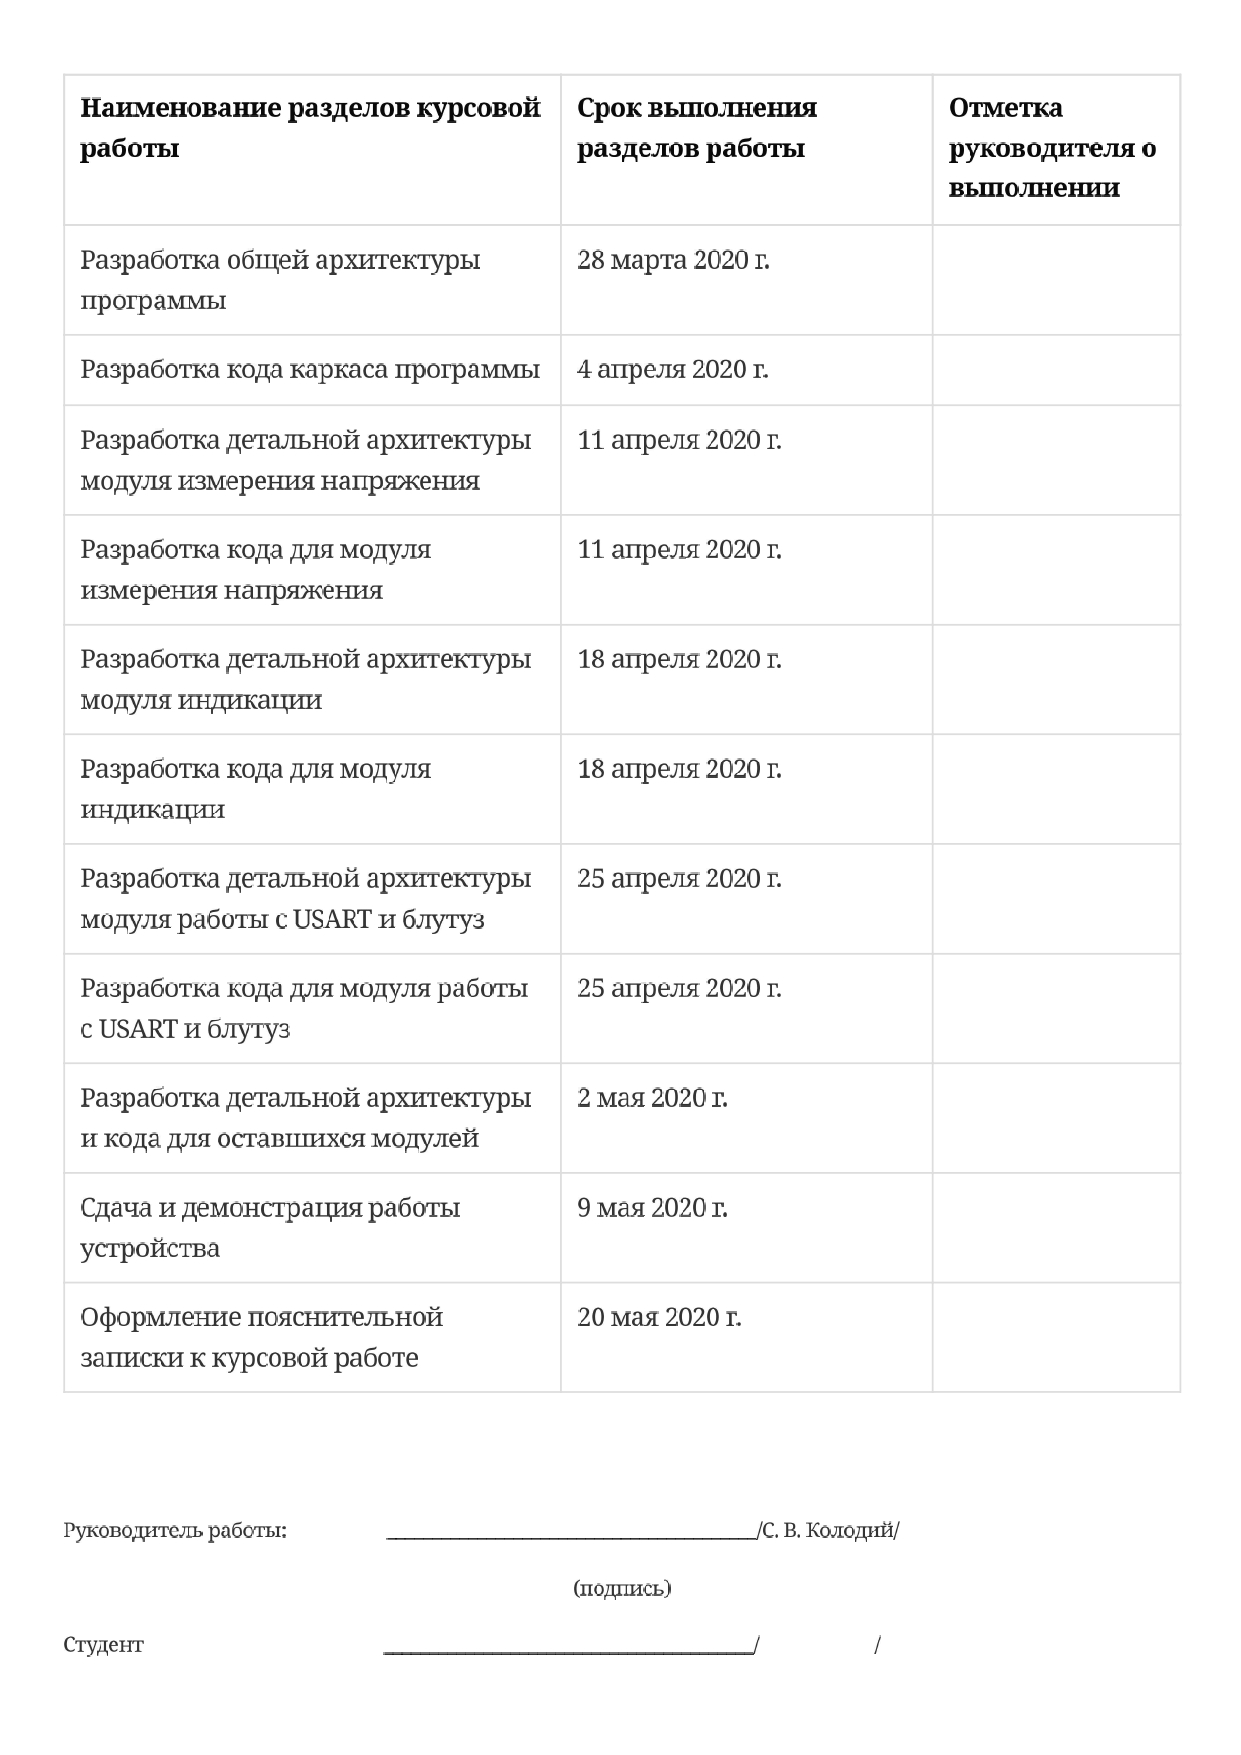 Наименование разделов курсовой работы
Срок выполнения разделов работы
Отметка руководителя о выполнении
Разработка общей архитектуры программы
28 марта 2020 г.
Разработка кода каркаса программы
4 апреля 2020 г.
Разработка детальной архитектуры модуля измерения напряжения
11 апреля 2020 г.
Разработка кода для модуля измерения напряжения
11 апреля 2020 г.
Разработка детальной архитектуры модуля индикации
18 апреля 2020 г.
Разработка кода для модуля индикации
18 апреля 2020 г.
Разработка детальной архитектуры модуля работы с USART и блутуз
25 апреля 2020 г.
Разработка кода для модуля работы с USART и блутуз
25 апреля 2020 г.
Разработка детальной архитектуры и кода для оставшихся модулей
2 мая 2020 г.
Сдача и демонстрация работы устройства
9 мая 2020 г.
Оформление пояснительной записки к курсовой работе
20 мая 2020 г.
Руководитель работы: ___________________________________/С. В. Колодий/
(подпись)
Студент ___________________________________/ /